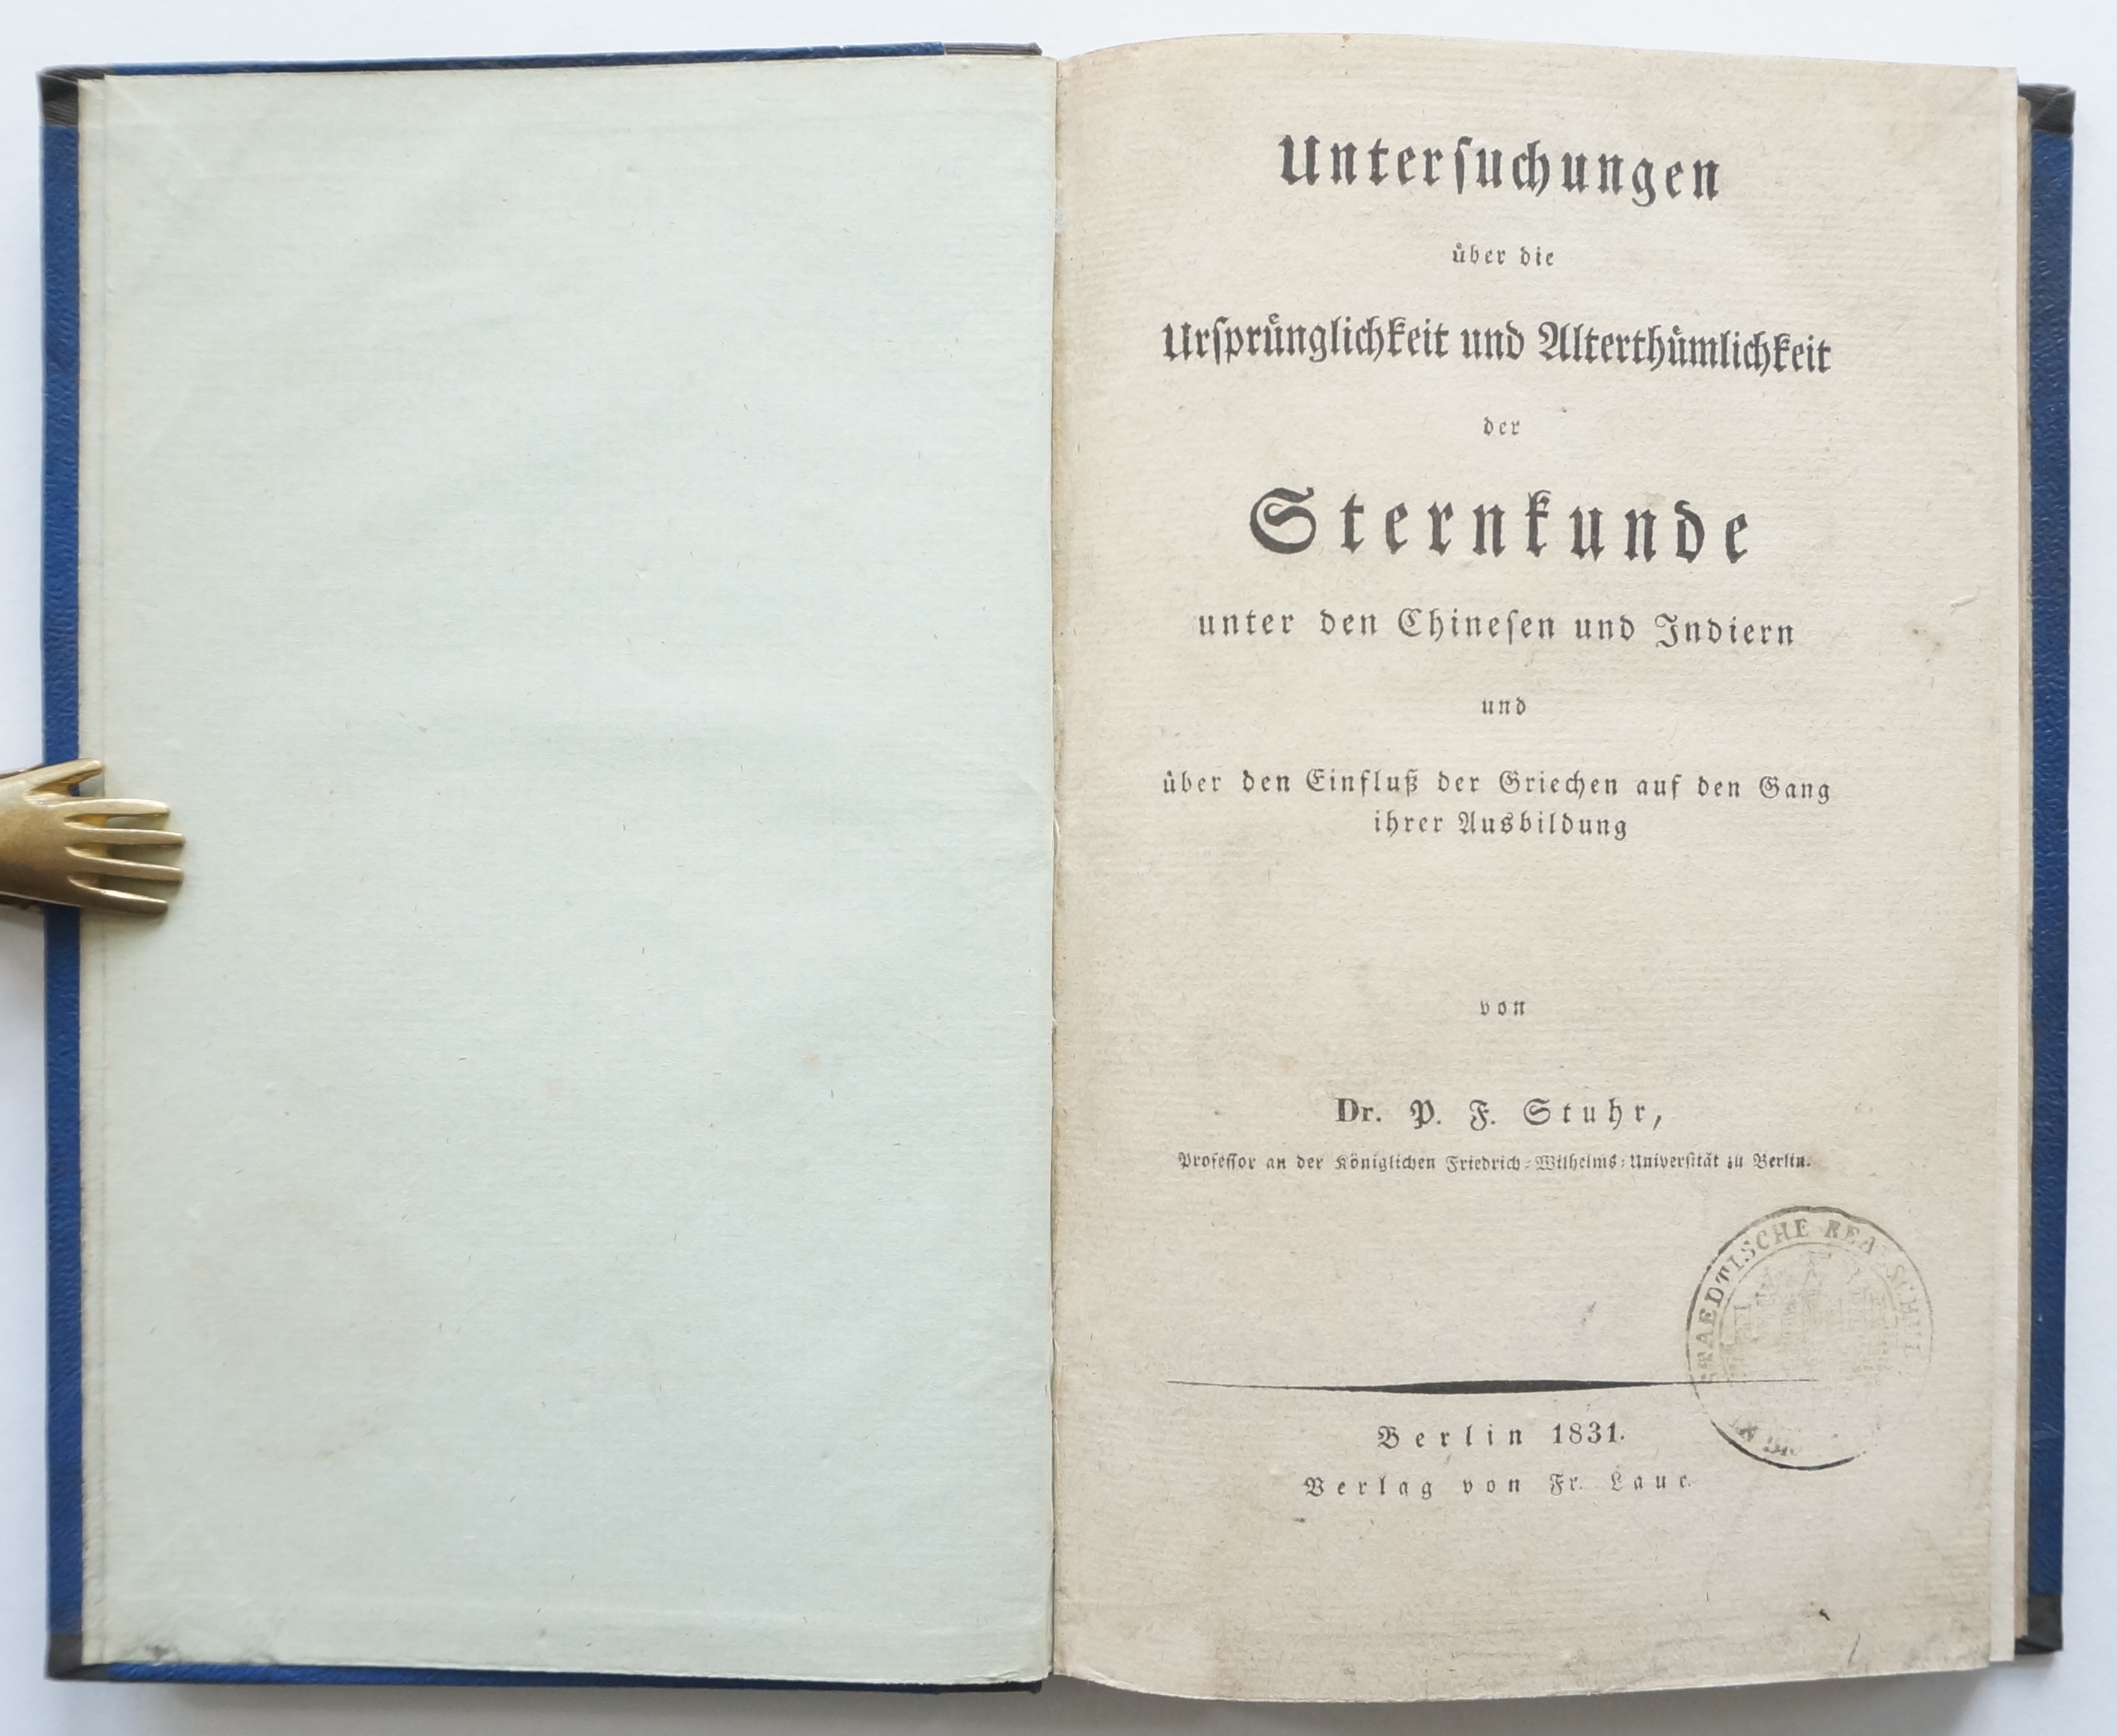 Unterſuchungen
über die
Urſprünglichkeit und Alterthümlichkeit
der
Sternkunde
unter den Chineſen und Indiern
und
über den Einfluß der Griechen auf den Gang
ihrer Ausbildung
von
Dr. P. F. Stuhr,
Profeſſor an der Königlichen Friedrich-Wilhelms-Univerſität zu Berlin.
STAEDTISCHE REALSCHULE
Berlin 1831.
Verlag von Fr. Laue.